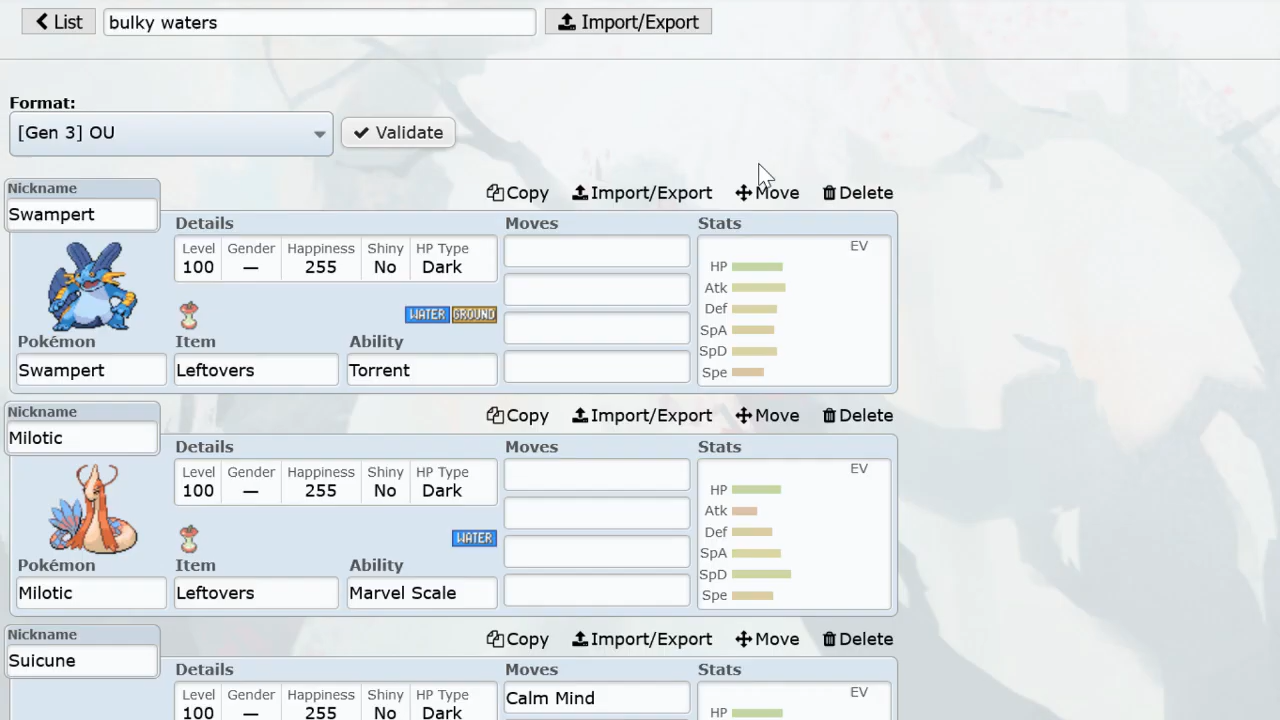 List
bulky waters
Import/Export
Format:
[Gen 3] OU
Validate
Copy Import/Export Move Delete
Nickname
Swampert
Details
Level Gender Happiness Shiny HP Type
100 — 255 No Dark
WATER GROUND
Pokémon Item Ability
Swampert Leftovers Torrent
Moves
Stats
EV
HP
Atk
Def
SpA
SpD
Spe
Copy Import/Export Move Delete
Nickname
Milotic
Details
Level Gender Happiness Shiny HP Type
100 — 255 No Dark
WATER
Pokémon Item Ability
Milotic Leftovers Marvel Scale
Moves
Stats
EV
HP
Atk
Def
SpA
SpD
Spe
Copy Import/Export Move Delete
Nickname
Suicune
Details
Level Gender Happiness Shiny HP Type
100 — 255 No Dark
Moves
Calm Mind
Stats
EV
HP